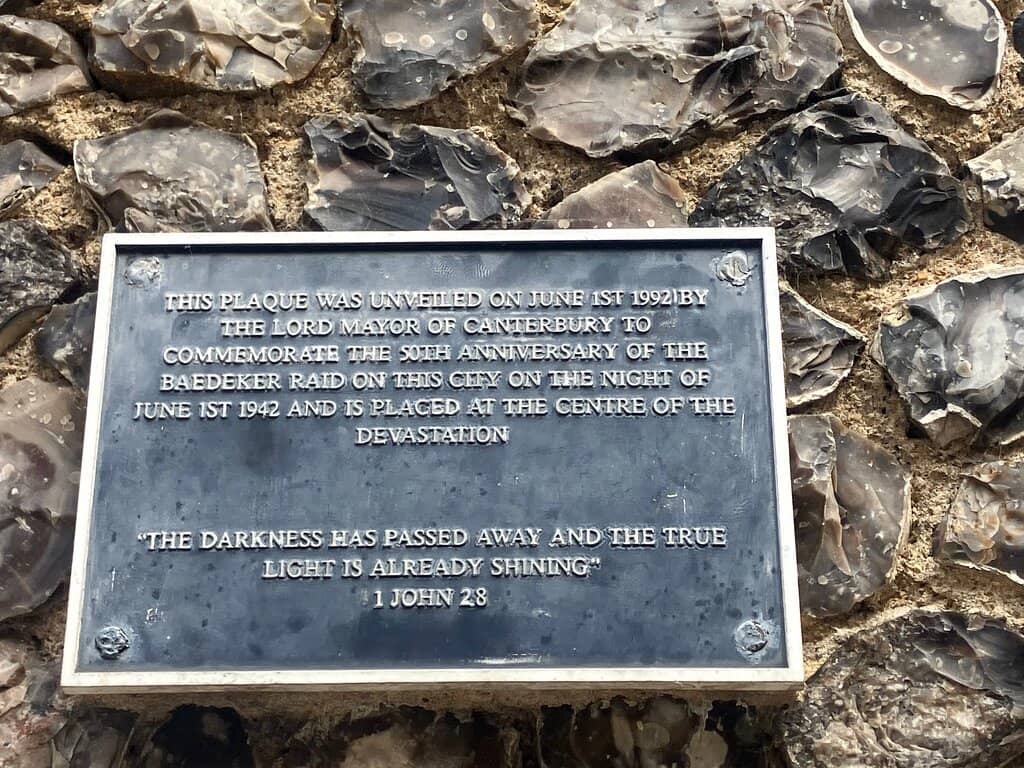 THIS PLAQUE WAS UNVEILED ON JUNE 1ST 1992 BY
THE LORD MAYOR OF CANTERBURY TO
COMMEMORATE THE 50TH ANNIVERSARY OF THE
BAEDEKER RAID ON THIS CITY ON THE NIGHT OF
JUNE 1ST 1942 AND IS PLACED AT THE CENTRE OF THE
DEVASTATION
"THE DARKNESS HAS PASSED AWAY AND THE TRUE
LIGHT IS ALREADY SHINING"
1 JOHN 2.8